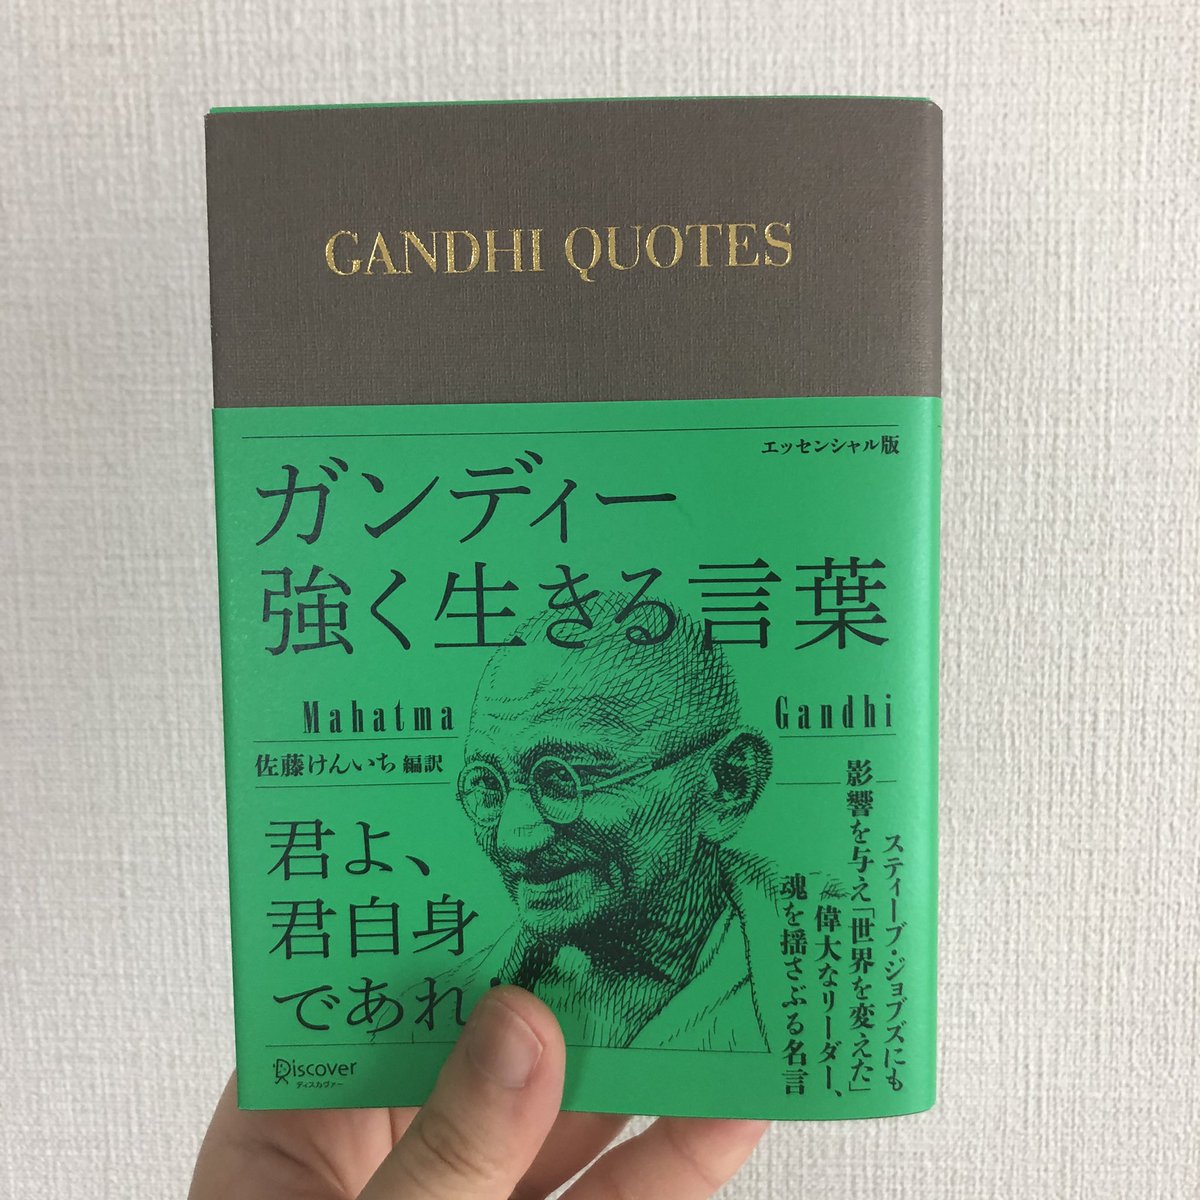 GANDHI QUOTES
エッセンシャル版
ガンディー
強く生きる言葉
Mahatma Gandhi
佐藤けんいち 編訳
君よ、
君自身
であれ
スティーブ・ジョブズにも
影響を与え「世界を変えた」
偉大なリーダー、
魂を揺さぶる名言
Discover
ディスカヴァー